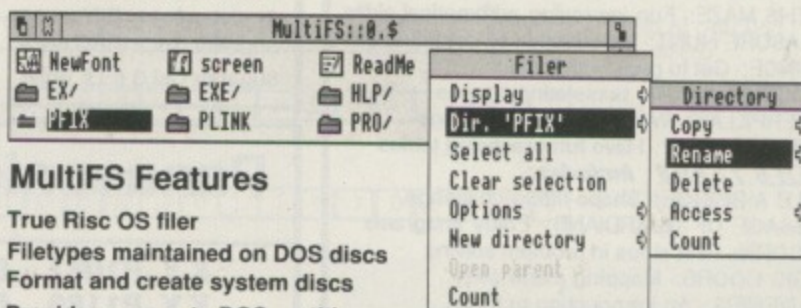 MultiFS::0.$
NewFont screen ReadMe
EX/ EXE/ HLP/
PFIX PLINK PRO/
Filer
Display
Dir. 'PFIX'
Select all
Clear selection
Options
New directory
Open parent
Count
Directory
Copy
Rename
Delete
Access
Count
MultiFS Features
True Risc OS filer
Filetypes maintained on DOS discs
Format and create system discs